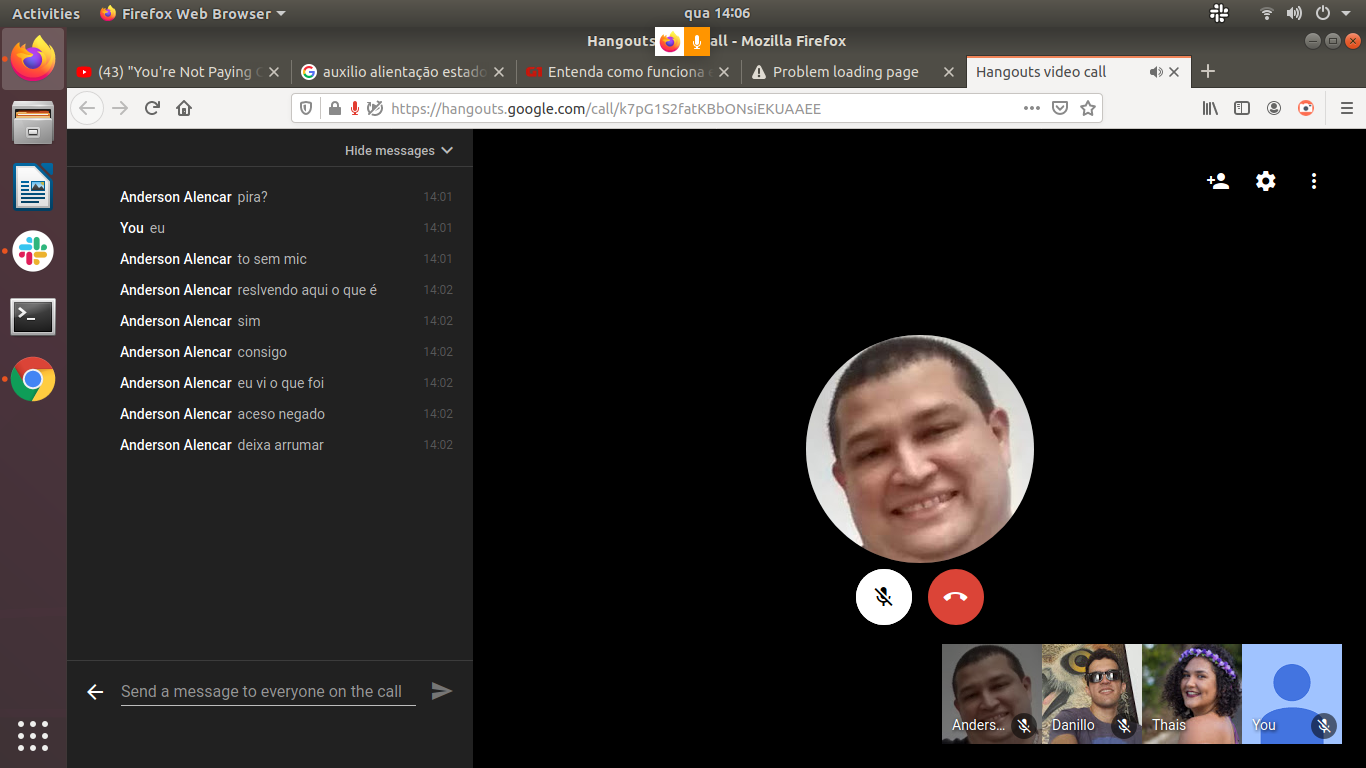 Activities Firefox Web Browser qua 14:06
Hangouts all - Mozilla Firefox
(43) "You're Not Paying
auxilio alientação estado
Entenda como funciona
Problem loading page
Hangouts video call
https://hangouts.google.com/call/k7pG1S2fatKBbONsiEKUAAEE
Hide messages
Anderson Alencar pira? 14:01
You eu 14:01
Anderson Alencar to sem mic 14:01
Anderson Alencar reslvendo aqui o que é 14:02
Anderson Alencar sim 14:02
Anderson Alencar consigo 14:02
Anderson Alencar eu vi o que foi 14:02
Anderson Alencar aceso negado 14:02
Anderson Alencar deixa arrumar 14:02
Send a message to everyone on the call
Anders...
Danillo
Thais
You